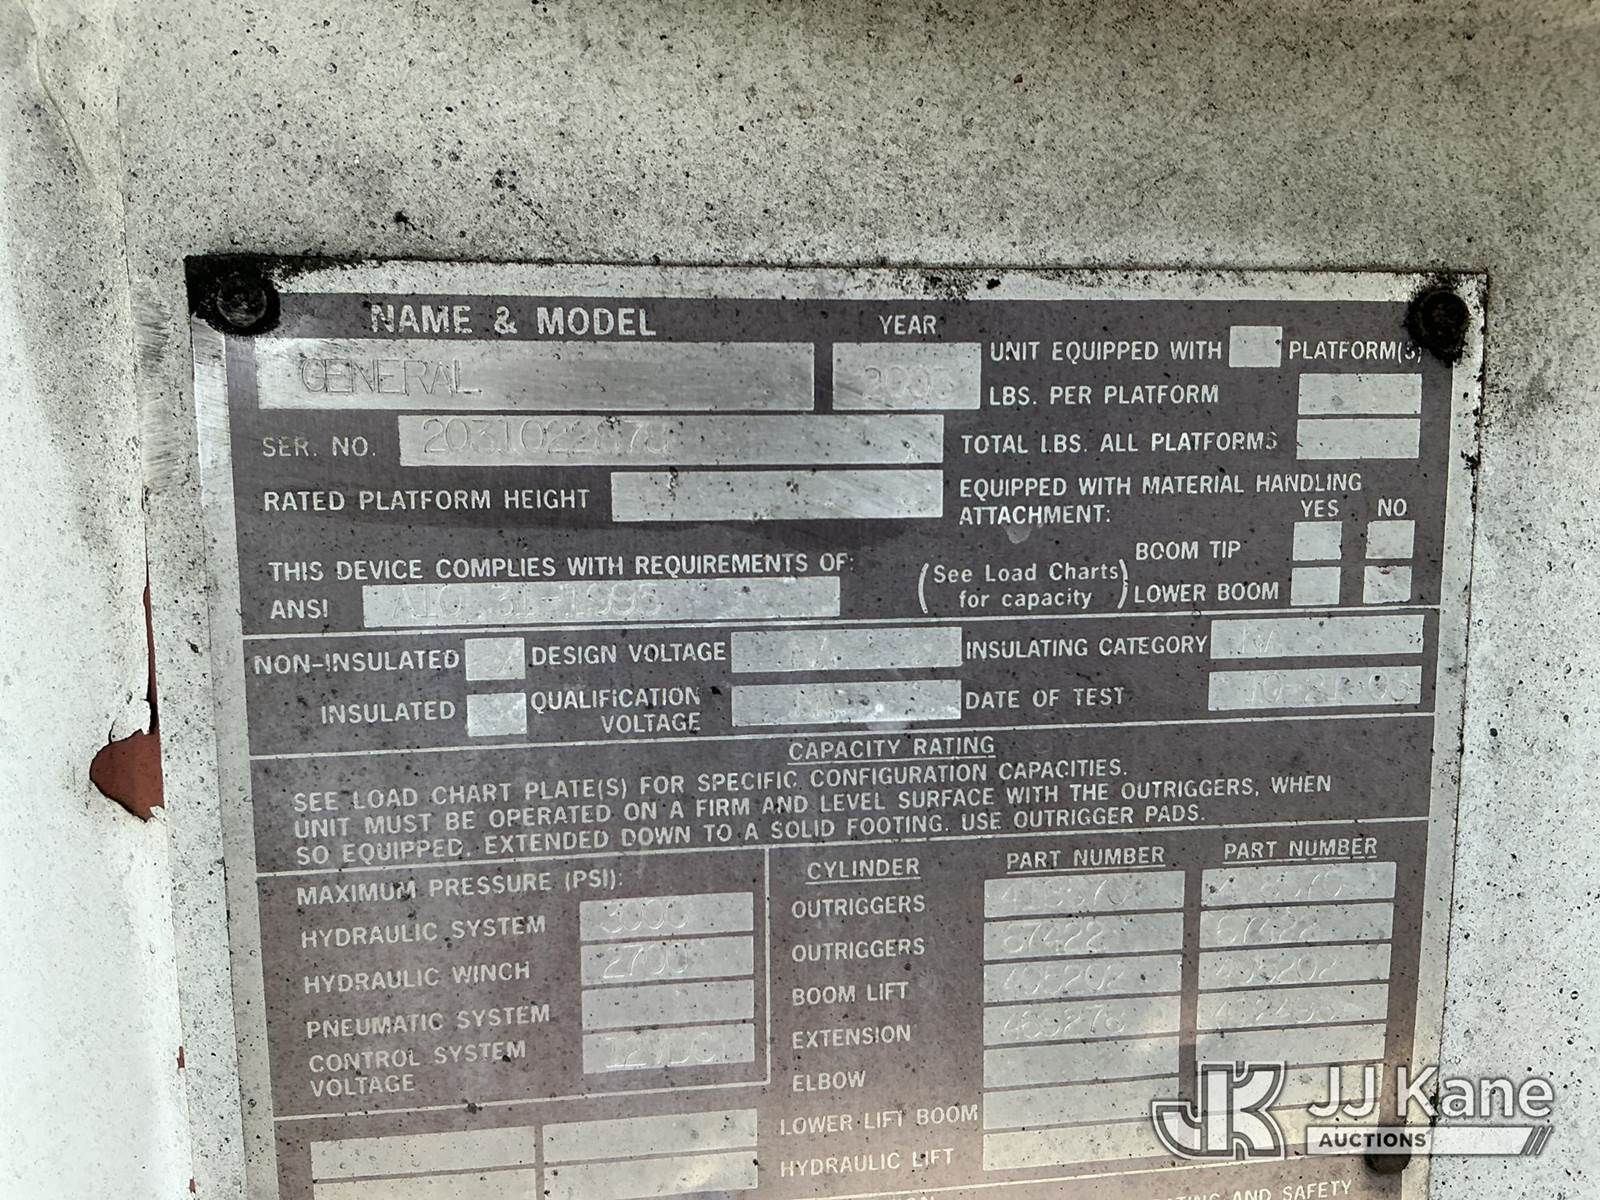 NAME & MODEL
YEAR
GENERAL
2003
UNIT EQUIPPED WITH PLATFORM(S)
LBS. PER PLATFORM
SER. NO.
TOTAL LBS. ALL PLATFORMS
RATED PLATFORM HEIGHT
EQUIPPED WITH MATERIAL HANDLING
ATTACHMENT:
YES NO
BOOM TIP
THIS DEVICE COMPLIES WITH REQUIREMENTS OF:
(See Load Charts
for capacity)
LOWER BOOM
ANSI
NON-INSULATED
DESIGN VOLTAGE
INSULATING CATEGORY
INSULATED
QUALIFICATION
VOLTAGE
DATE OF TEST
CAPACITY RATING
SEE LOAD CHART PLATE(S) FOR SPECIFIC CONFIGURATION CAPACITIES.
UNIT MUST BE OPERATED ON A FIRM AND LEVEL SURFACE WITH THE OUTRIGGERS, WHEN
SO EQUIPPED, EXTENDED DOWN TO A SOLID FOOTING. USE OUTRIGGER PADS.
MAXIMUM PRESSURE (PSI):
HYDRAULIC SYSTEM 3000
HYDRAULIC WINCH 2700
PNEUMATIC SYSTEM
CONTROL SYSTEM
VOLTAGE
CYLINDER PART NUMBER PART NUMBER
OUTRIGGERS
OUTRIGGERS 67422 67422
BOOM LIFT
EXTENSION
ELBOW
LOWER LIFT BOOM
HYDRAULIC LIFT
AND SAFETY
JK JJ Kane
AUCTIONS